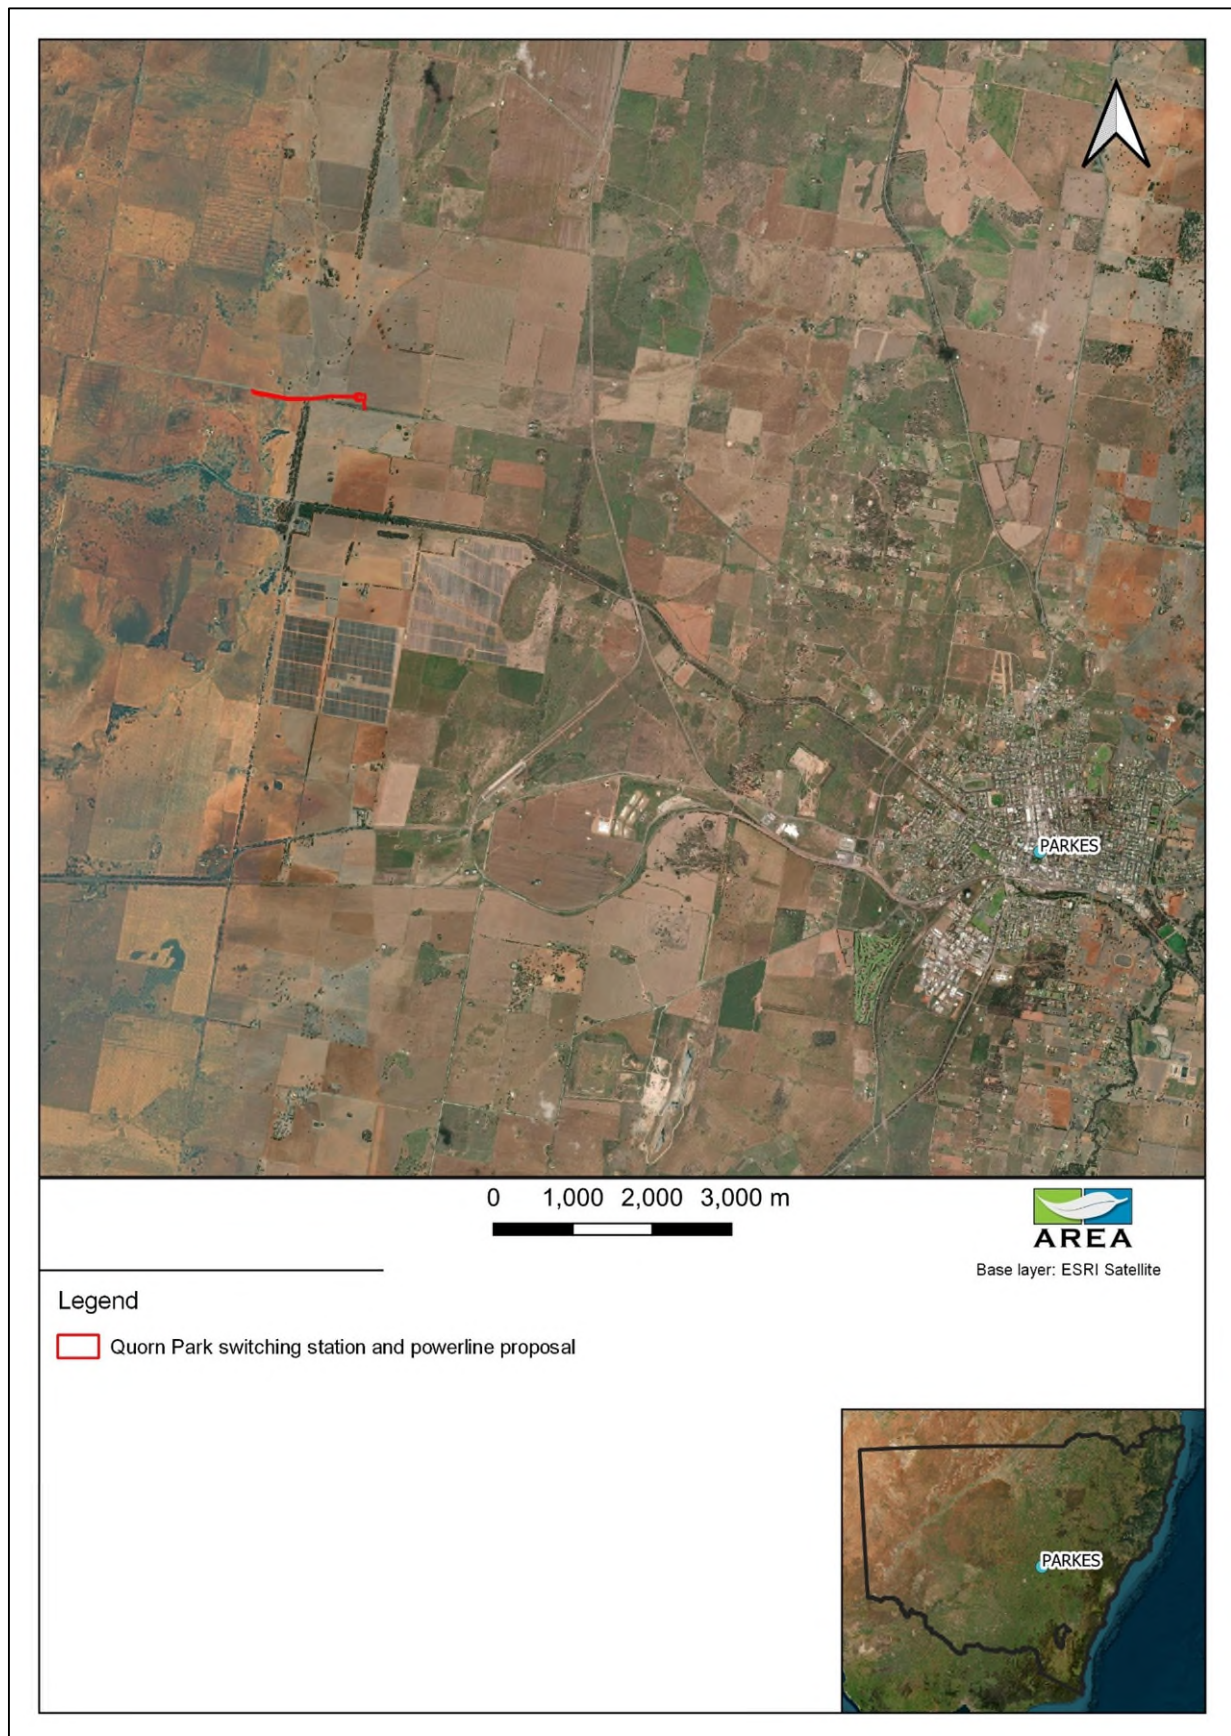 PARKES
0 1,000 2,000 3,000 m
AREA
Base layer: ESRI Satellite
Legend
Quorn Park switching station and powerline proposal
PARKES